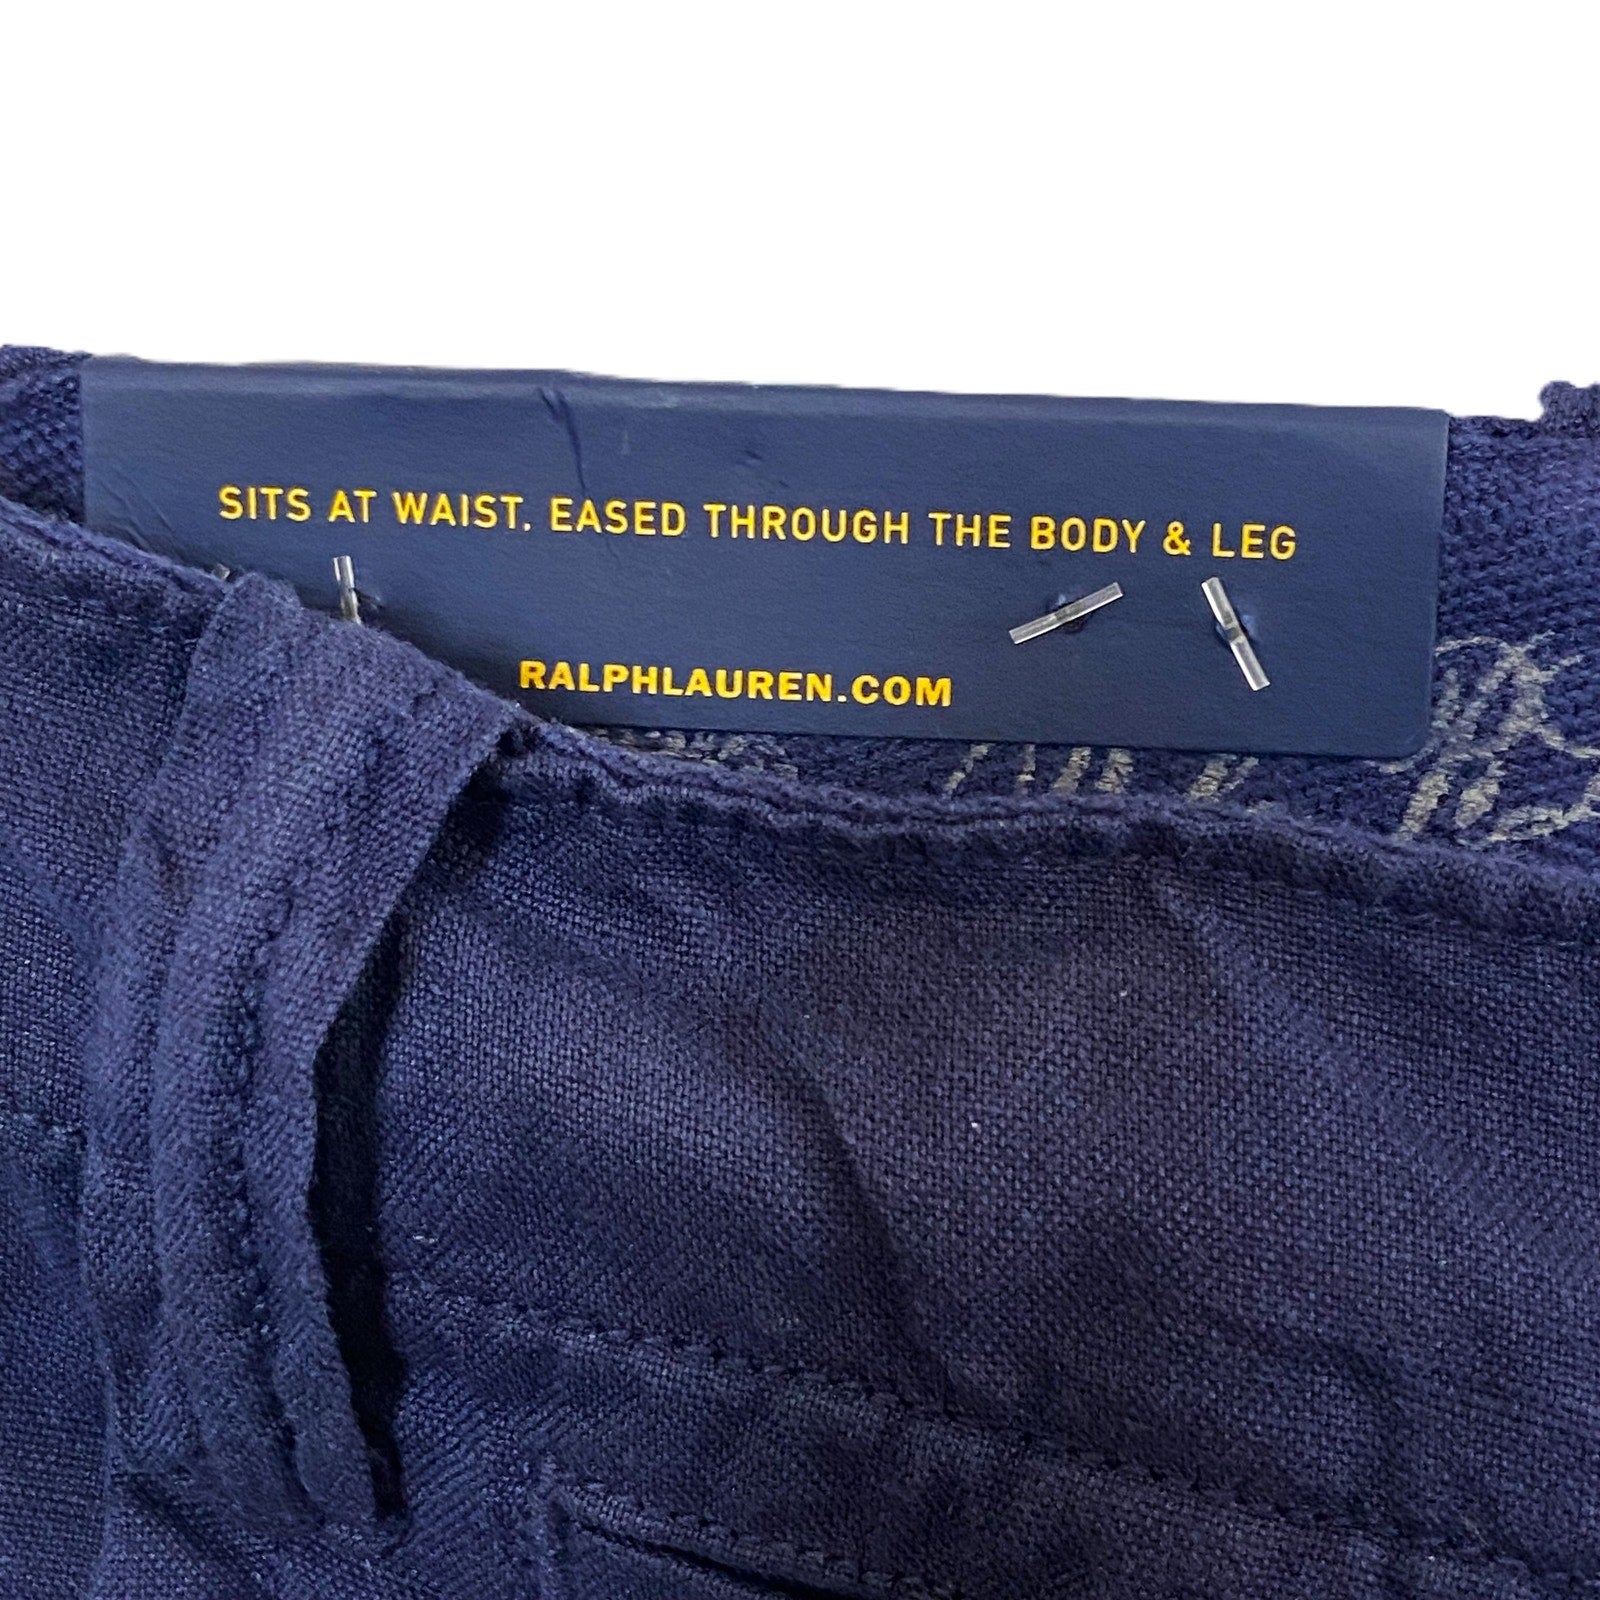 SITS AT WAIST. EASED THROUGH THE BODY & LEG
RALPHLAUREN.COM